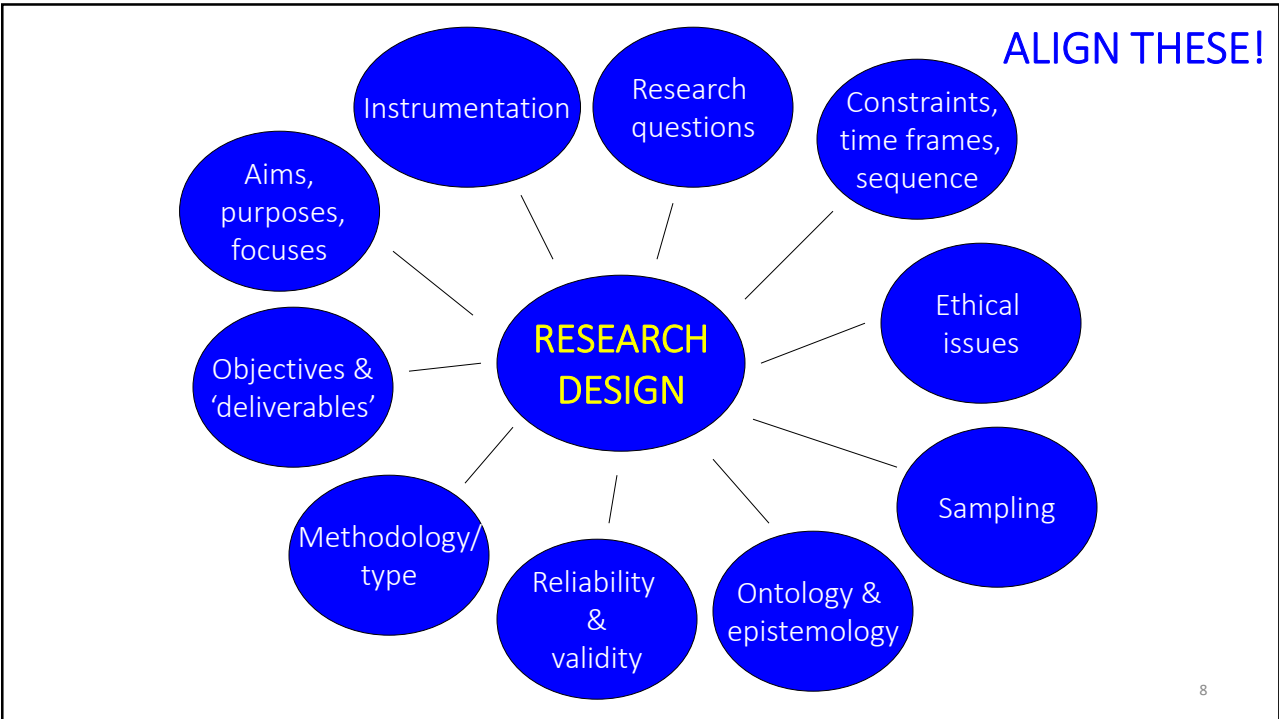 ALIGN THESE!
Instrumentation
Research
questions
Constraints,
time frames,
sequence
Aims,
purposes,
focuses
Ethical
issues
RESEARCH
DESIGN
Objectives &
‘deliverables’
Sampling
Methodology/
type
Reliability
&
validity
Ontology &
epistemology
8